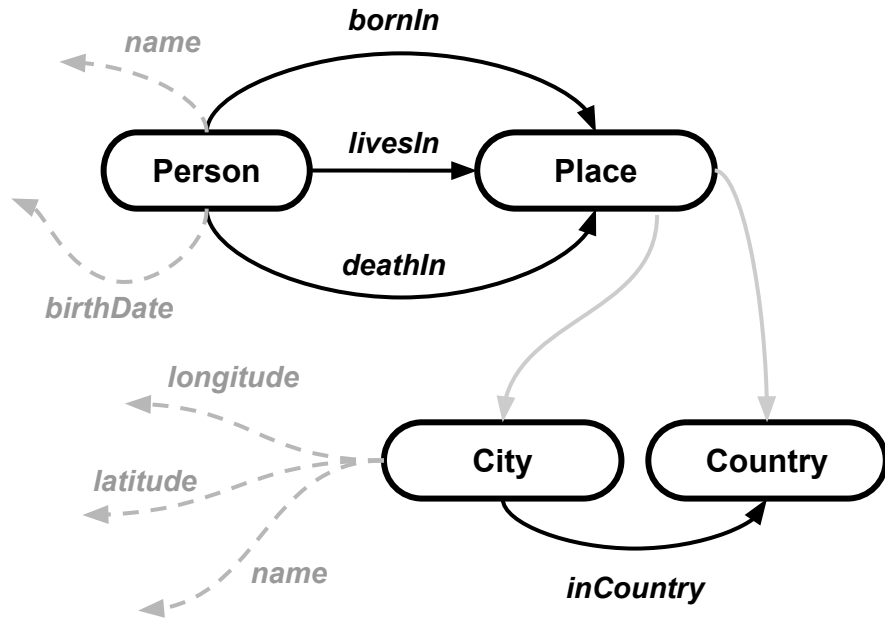 bornIn
name
livesIn
Person
Place
deathIn
birthDate
longitude
City
Country
latitude
name
inCountry